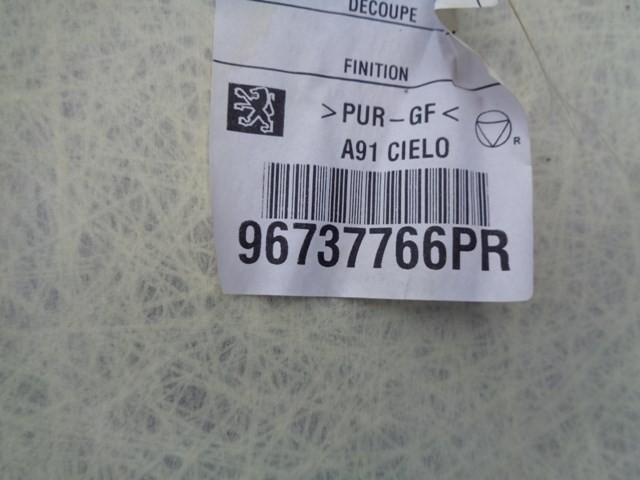 DECOUPE
FINITION
>PUR-GF<
R
A91 CIELO
96737766PR